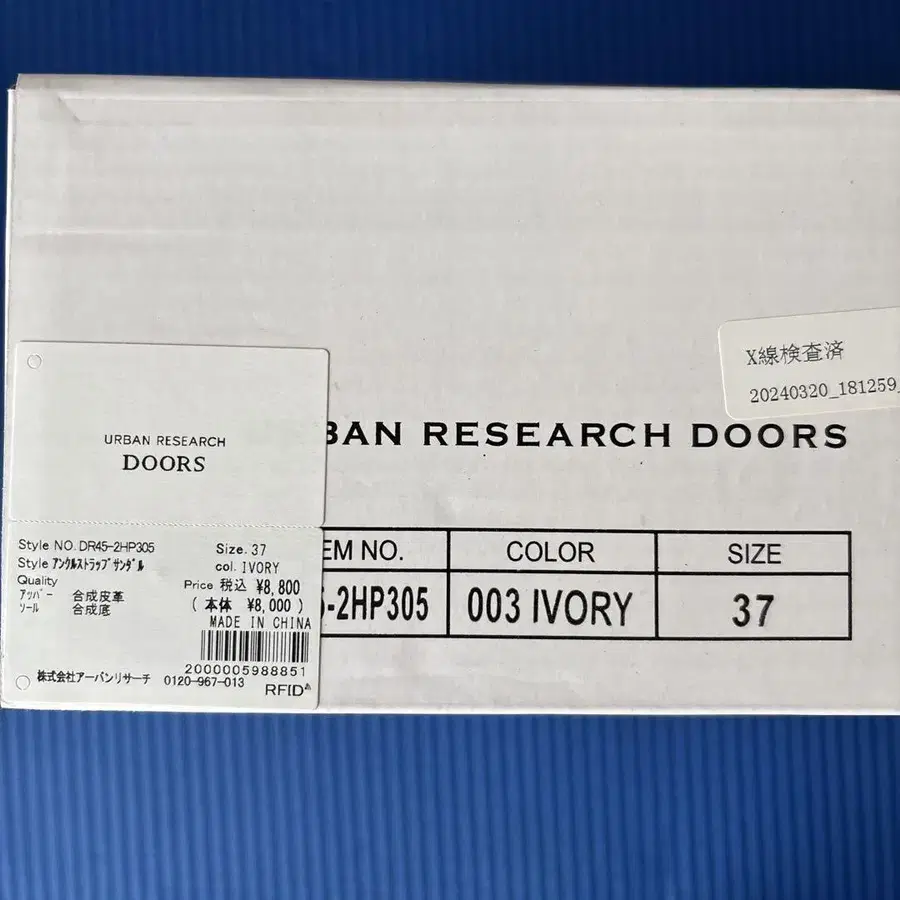 X線検査済
20240320_181259_
BAN RESEARCH DOORS
EM NO. COLOR SIZE
-2HP305 003 IVORY 37
URBAN RESEARCH
DOORS
Style NO. DR45-2HP305 Size. 37
Style アンクルストラップサンダル col. IVORY
Quality Price 税込 ¥8,800
アッパー 合成皮革 ( 本体 ¥8,000 )
ソール 合成底 MADE IN CHINA
2000005988851
株式会社アーバンリサーチ 0120-967-013
RFID